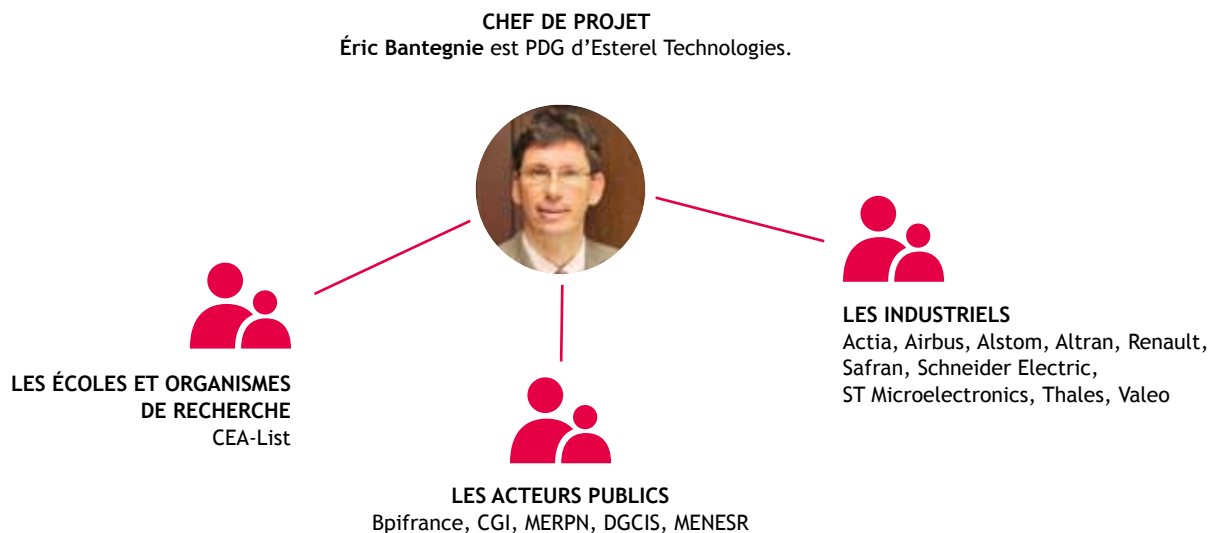 CHEF DE PROJET
Éric Bantegnie est PDG d’Esterel Technologies.
LES ÉCOLES ET ORGANISMES
DE RECHERCHE
CEA-List
LES ACTEURS PUBLICS
Bpifrance, CGI, MERPN, DGCIS, MENESR
LES INDUSTRIELS
Actia, Airbus, Alstom, Altran, Renault,
Safran, Schneider Electric,
ST Microelectronics, Thales, Valeo